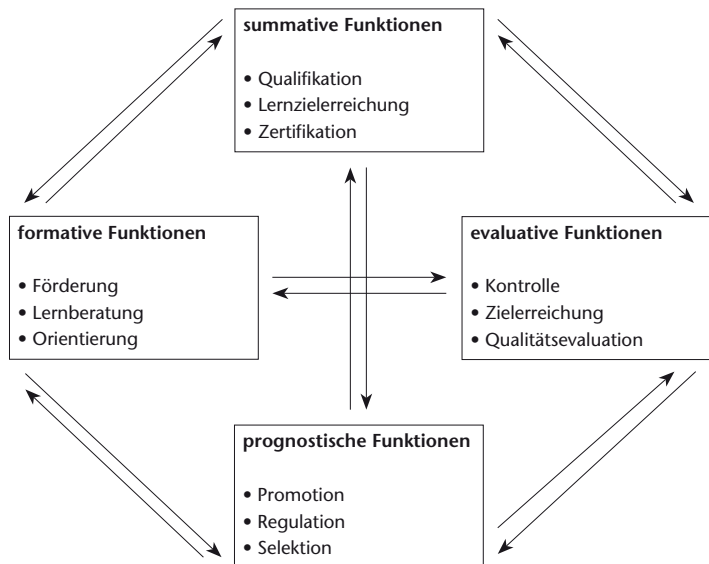 summative Funktionen
• Qualifikation
• Lernzielerreichung
• Zertifikation
formative Funktionen
• Förderung
• Lernberatung
• Orientierung
evaluative Funktionen
• Kontrolle
• Zielerreichung
• Qualitätsevaluation
prognostische Funktionen
• Promotion
• Regulation
• Selektion